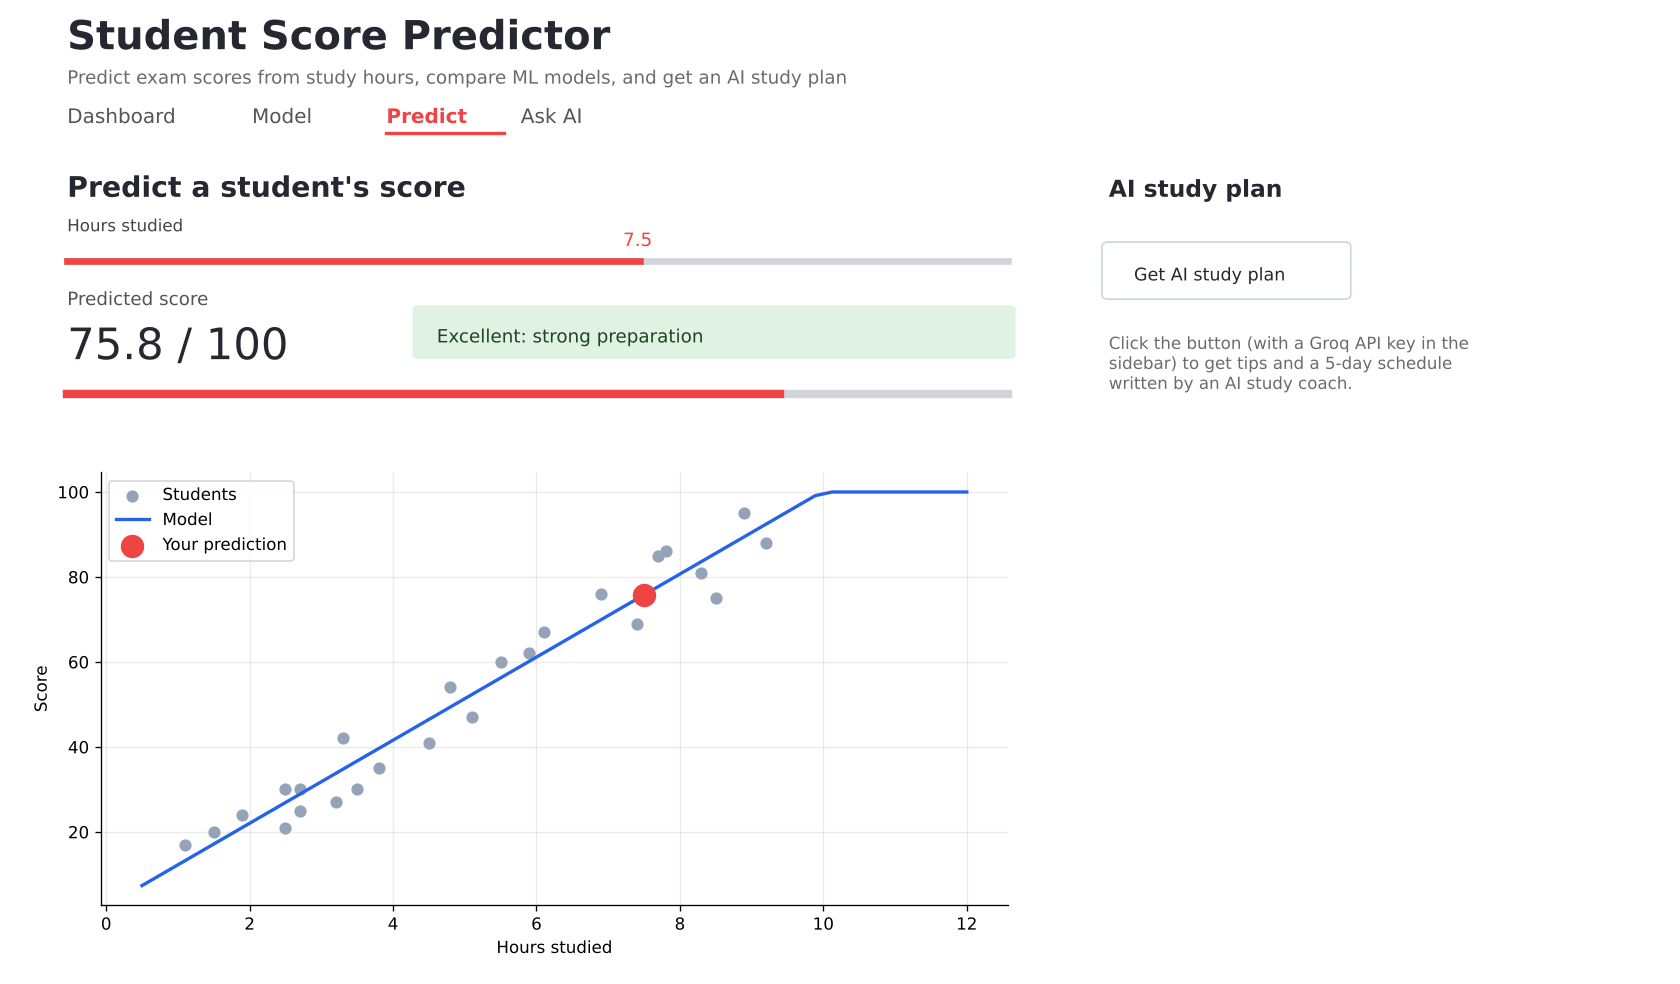 Student Score Predictor
Predict exam scores from study hours, compare ML models, and get an AI study plan
Dashboard Model Predict Ask AI
Predict a student's score
Hours studied
7.5
Predicted score
75.8 / 100
Excellent: strong preparation
AI study plan
Get AI study plan
Click the button (with a Groq API key in the
sidebar) to get tips and a 5-day schedule
written by an AI study coach.
Students
Model
Your prediction
Score
100
80
60
40
20
0 2 4 6 8 10 12
Hours studied